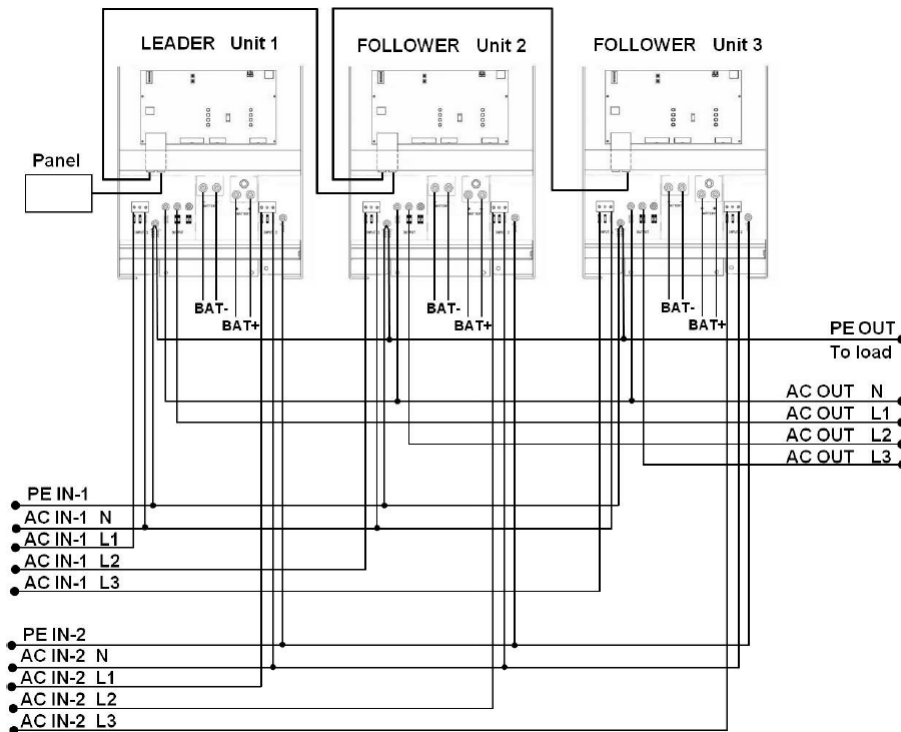 LEADER Unit 1
FOLLOWER Unit 2
FOLLOWER Unit 3
Panel
BAT-
BAT+
BAT-
BAT+
BAT-
BAT+
PE OUT
To load
AC OUT N
AC OUT L1
AC OUT L2
AC OUT L3
PE IN-1
AC IN-1 N
AC IN-1 L1
AC IN-1 L2
AC IN-1 L3
PE IN-2
AC IN-2 N
AC IN-2 L1
AC IN-2 L2
AC IN-2 L3